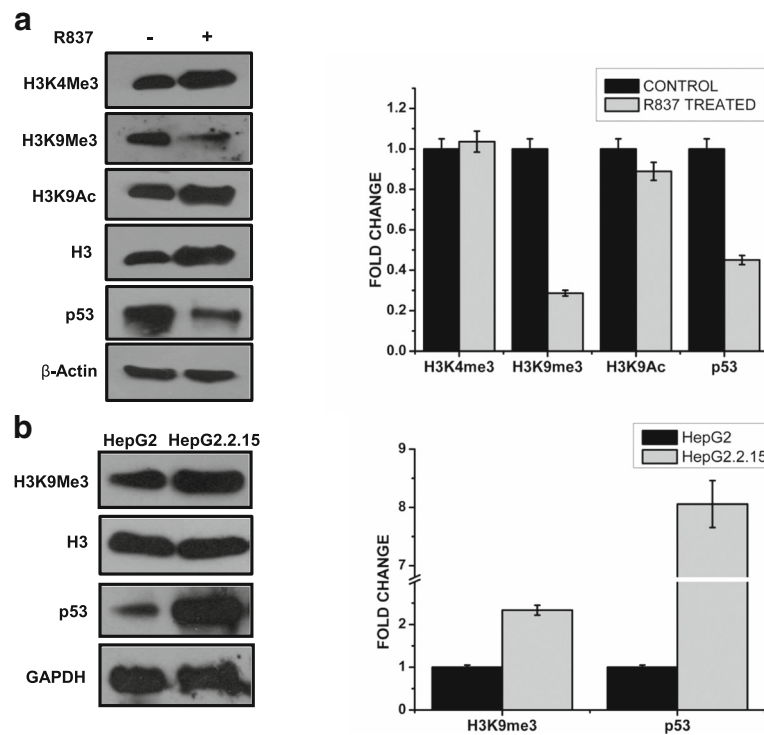 a
R837 - +
H3K4Me3
H3K9Me3
H3K9Ac
H3
p53
β-Actin
CONTROL
R837 TREATED
FOLD CHANGE
1.2
1.0
0.8
0.6
0.4
0.2
0.0
H3K4me3 H3K9me3 H3K9Ac p53
b
HepG2 HepG2.2.15
H3K9Me3
H3
p53
GAPDH
HepG2
HepG2.2.15
FOLD CHANGE
9
8
7
2
1
0
H3K9me3 p53